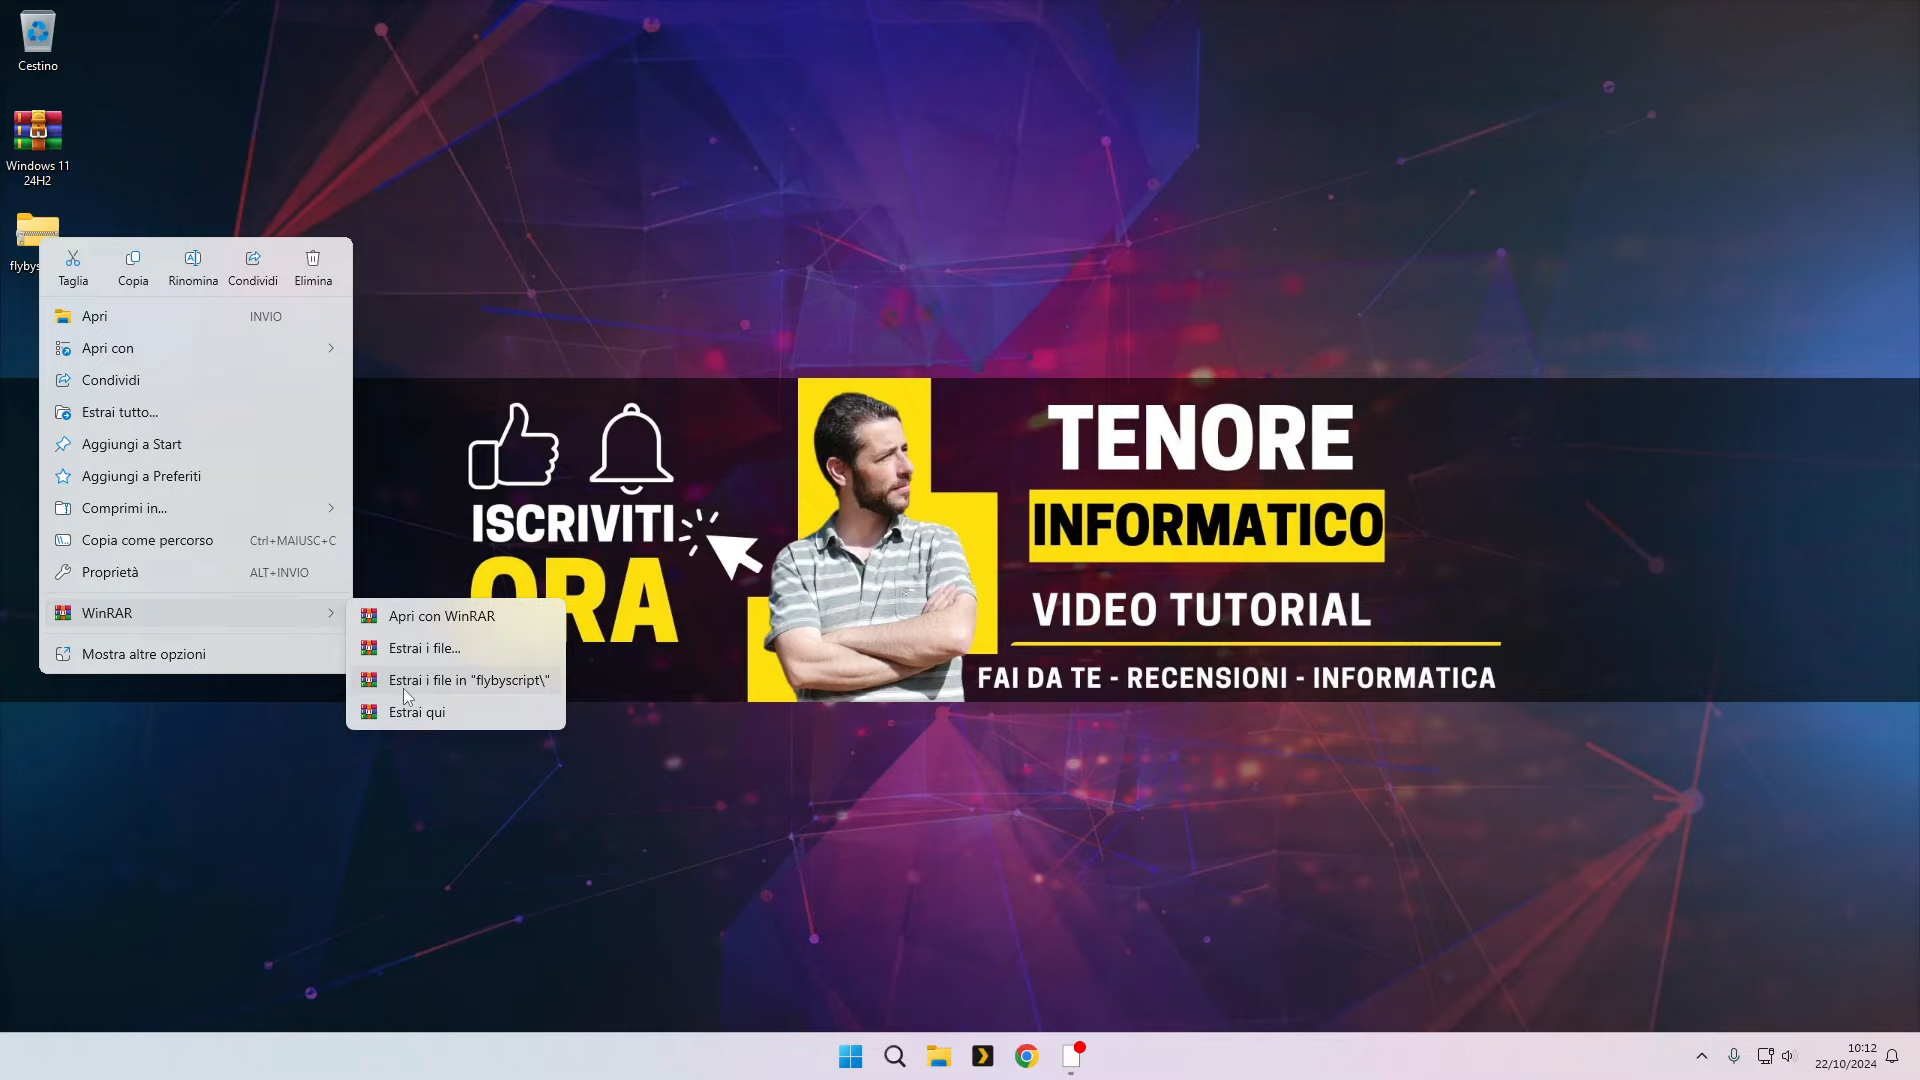 Cestino
Windows 11
24H2
Taglia
Copia
Rinomina
Condividi
Elimina
Apri INVIO
Apri con
Condividi
Estrai tutto...
Aggiungi a Start
Aggiungi a Preferiti
Comprimi in...
Copia come percorso Ctrl+MAIUSC+C
Proprietà ALT+INVIO
WinRAR
Mostra altre opzioni
Apri con WinRAR
Estrai i file...
Estrai i file in "flybyscript\"
Estrai qui
ISCRIVITI
ORA
TENORE
INFORMATICO
VIDEO TUTORIAL
FAI DA TE - RECENSIONI - INFORMATICA
10:12
22/10/2024